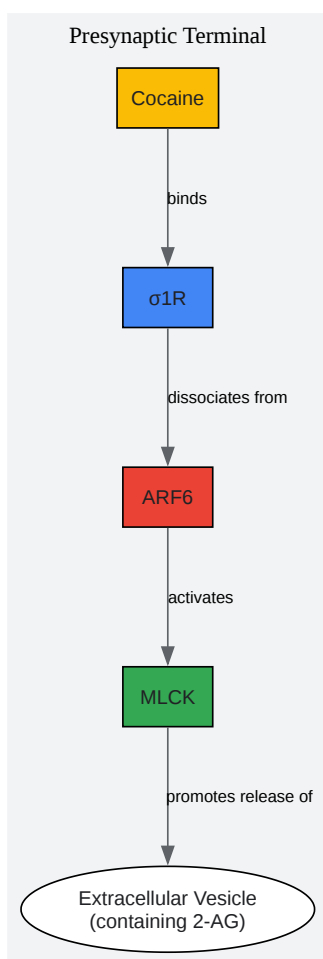 Presynaptic Terminal
Cocaine
binds
σ1R
dissociates from
ARF6
activates
MLCK
promotes release of
Extracellular Vesicle
(containing 2-AG)